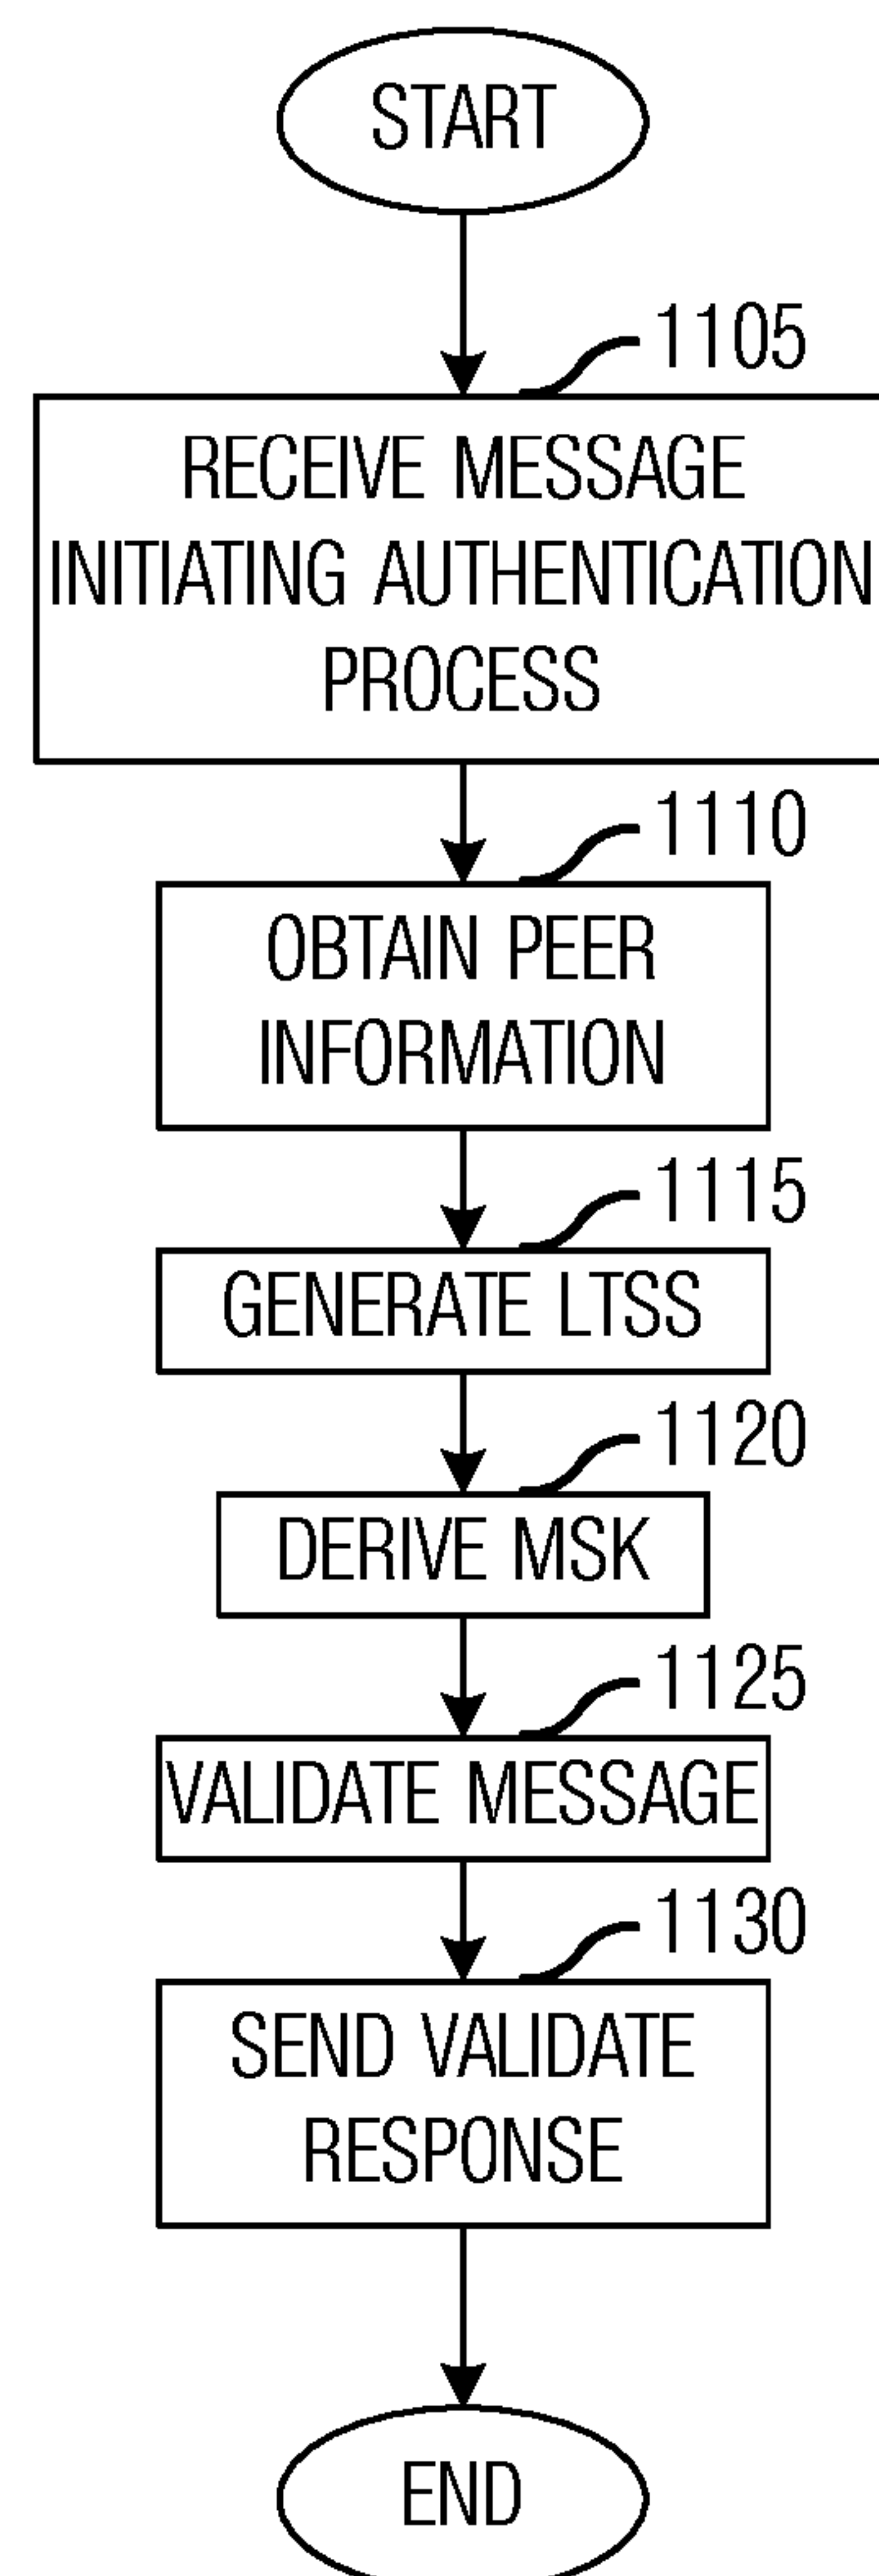 START
1105
RECEIVE MESSAGE
INITIATING AUTHENTICATION
PROCESS
1110
OBTAIN PEER
INFORMATION
1115
GENERATE LTSS
1120
DERIVE MSK
1125
VALIDATE MESSAGE
1130
SEND VALIDATE
RESPONSE
END